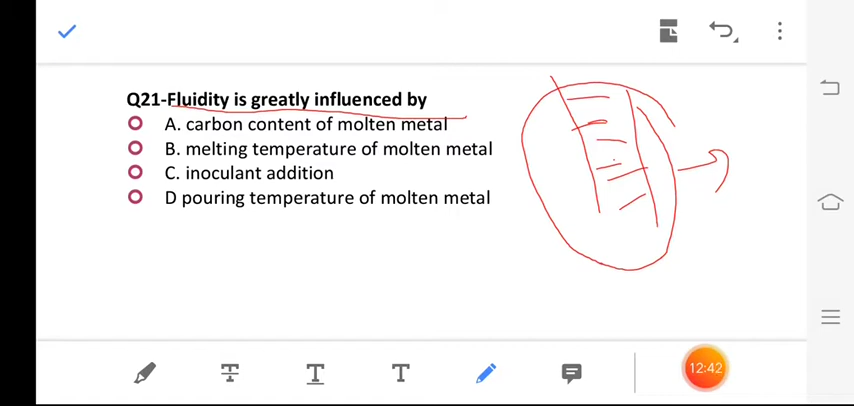 Q21-Fluidity is greatly influenced by
A. carbon content of molten metal
B. melting temperature of molten metal
C. inoculant addition
D pouring temperature of molten metal
T T T
12:42